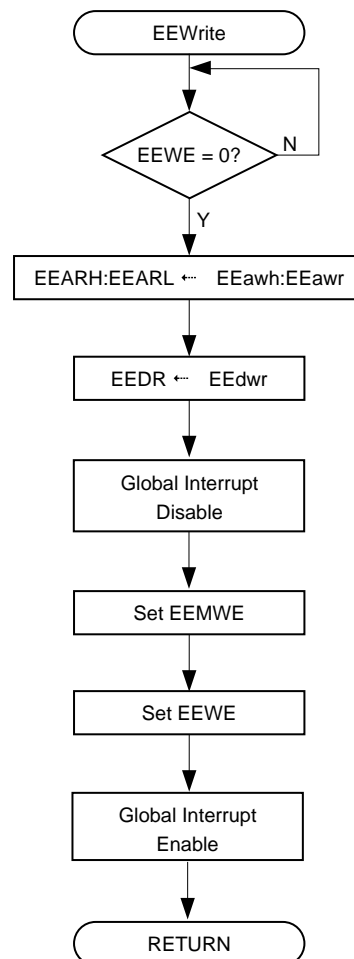 EEWrite
EEWE = 0?
N
Y
EEARH:EEARL ← EEawh:EEawr
EEDR ← EEdwr
Global Interrupt
Disable
Set EEMWE
Set EEWE
Global Interrupt
Enable
RETURN